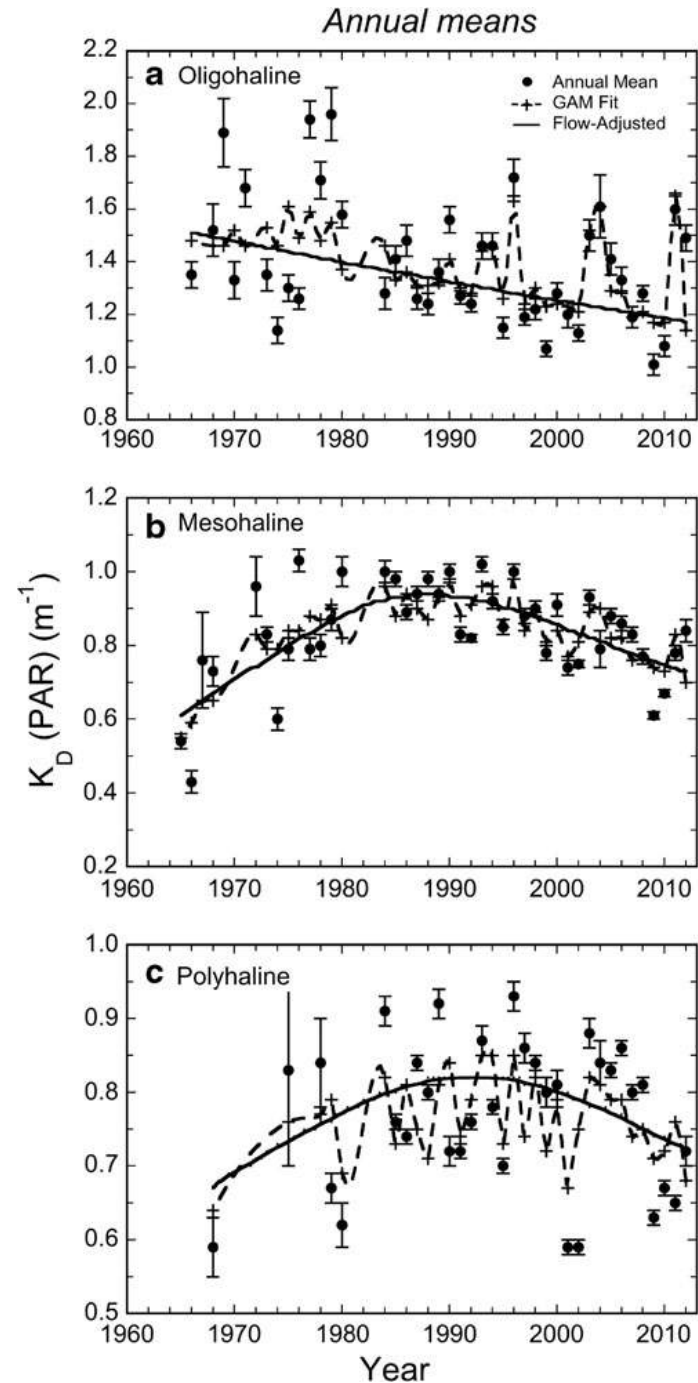 Annual means
a Oligohaline
Annual Mean
GAM Fit
Flow-Adjusted
2.2
2.0
1.8
1.6
1.4
1.2
1.0
0.8
1960 1970 1980 1990 2000 2010
b Mesohaline
1.2
1.0
0.8
0.6
0.4
0.2
1960 1970 1980 1990 2000 2010
K_D (PAR) (m⁻¹)
c Polyhaline
1.0
0.9
0.8
0.7
0.6
0.5
1960 1970 1980 1990 2000 2010
Year